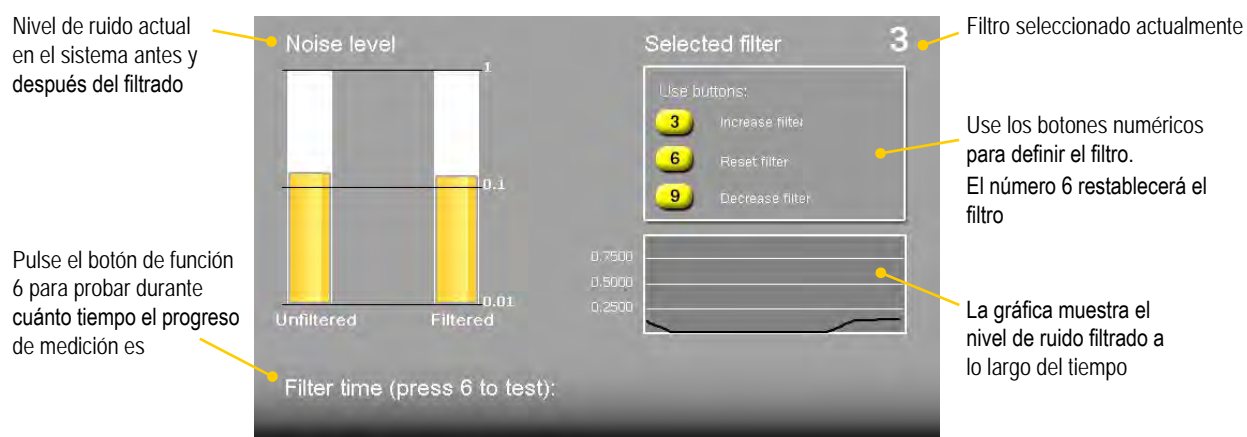 Nivel de ruido actual
en el sistema antes y
después del filtrado
Pulse el botón de función
6 para probar durante
cuánto tiempo el progreso
de medición es
Noise level
1
0.1
0.01
Unfiltered
Filtered
Filter time (press 6 to test):
Selected filter
3
Use buttons:
3 Increase filter
6 Reset filter
9 Decrease filter
0.7500
0.5000
0.2500
Filtro seleccionado actualmente
Use los botones numéricos
para definir el filtro.
El número 6 restablecerá el
filtro
La gráfica muestra el
nivel de ruido filtrado a
lo largo del tiempo